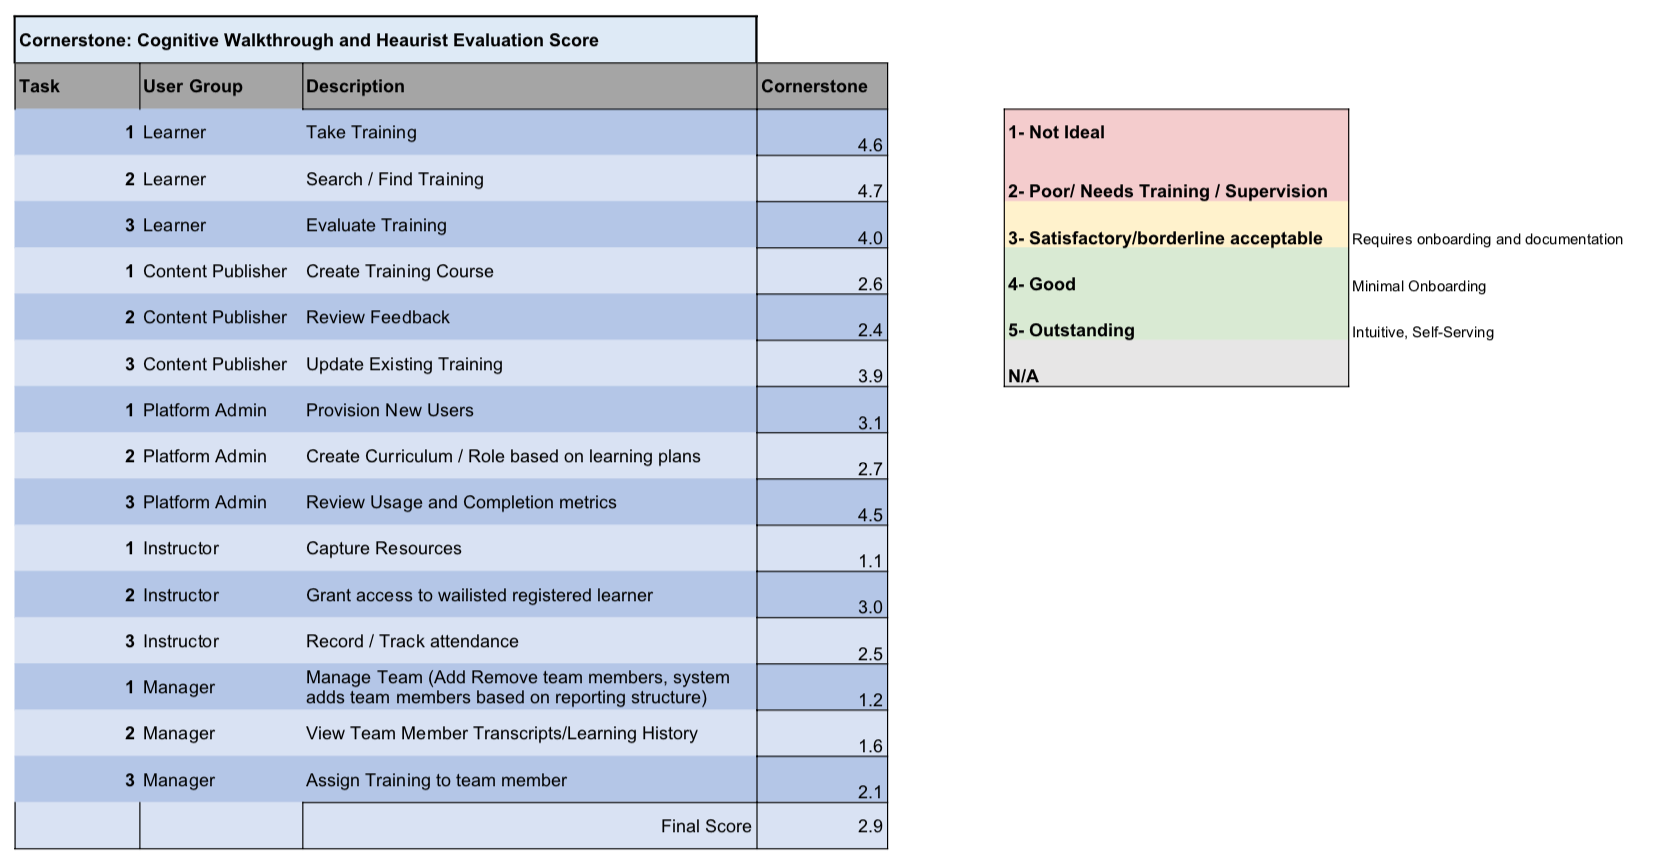 Cornerstone: Cognitive Walkthrough and Heaurist Evaluation Score
Task User Group Description Cornerstone
1 Learner Take Training 4.6
2 Learner Search / Find Training 4.7
3 Learner Evaluate Training 4.0
1 Content Publisher Create Training Course 2.6
2 Content Publisher Review Feedback 2.4
3 Content Publisher Update Existing Training 3.9
1 Platform Admin Provision New Users 3.1
2 Platform Admin Create Curriculum / Role based on learning plans 2.7
3 Platform Admin Review Usage and Completion metrics 4.5
1 Instructor Capture Resources 1.1
2 Instructor Grant access to wailisted registered learner 3.0
3 Instructor Record / Track attendance 2.5
1 Manager Manage Team (Add Remove team members, system
adds team members based on reporting structure) 1.2
2 Manager View Team Member Transcripts/Learning History 1.6
3 Manager Assign Training to team member 2.1
Final Score 2.9
1- Not Ideal
2- Poor/ Needs Training / Supervision
3- Satisfactory/borderline acceptable Requires onboarding and documentation
4- Good Minimal Onboarding
5- Outstanding Intuitive, Self-Serving
N/A